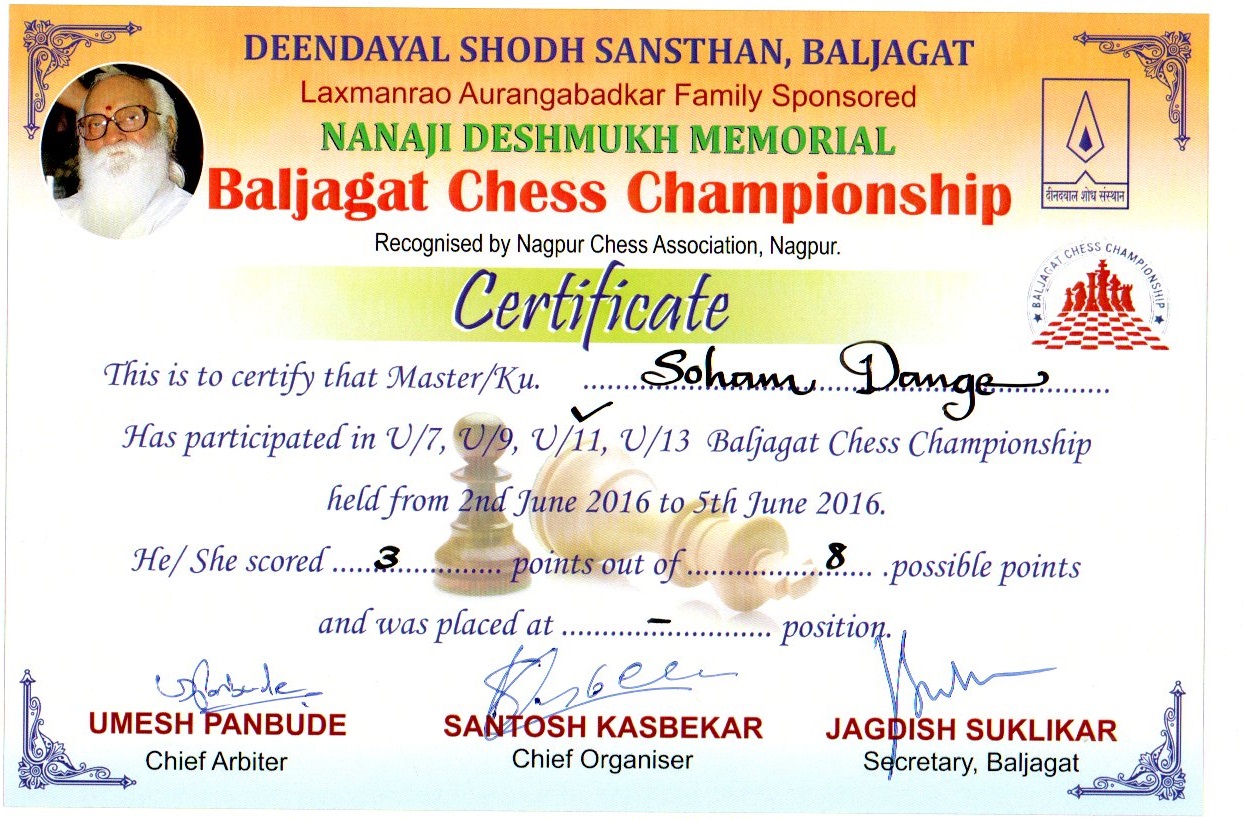 DEENDAYAL SHODH SANSTHAN, BALJAGAT
Laxmanrao Aurangabadkar Family Sponsored
NANAJI DESHMUKH MEMORIAL
Baljagat Chess Championship
दीनदयाल शोध संस्थान
Recognised by Nagpur Chess Association, Nagpur.
BALJAGAT CHESS CHAMPIONSHIP
Certificate
This is to certify that Master/Ku. Soham Dange
Has participated in U/7, U/9, U/11, U/13 Baljagat Chess Championship
held from 2nd June 2016 to 5th June 2016.
He/ She scored ......3............... points out of ......................8..... .possible points
and was placed at ..............–............... position.
UMESH PANBUDE SANTOSH KASBEKAR JAGDISH SUKLIKAR
Chief Arbiter Chief Organiser Secretary, Baljagat